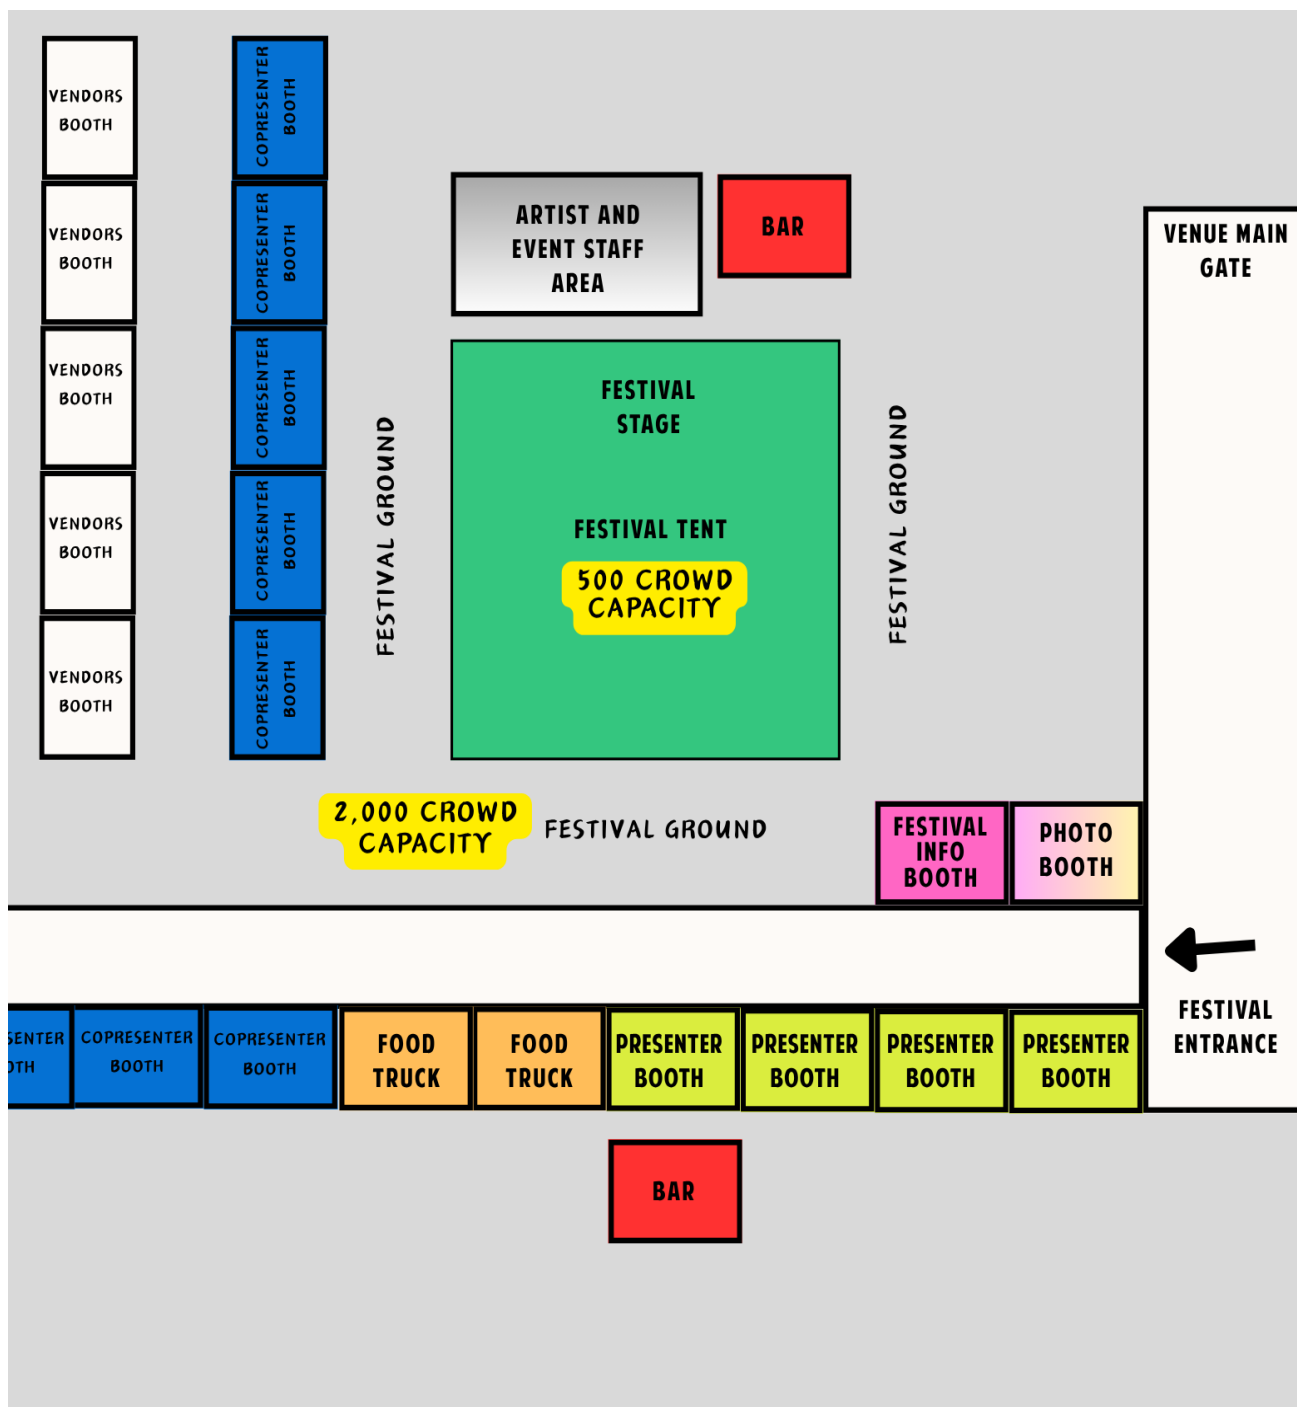 VENDORS
BOOTH
COPRESENTER
BOOTH
VENDORS
BOOTH
COPRESENTER
BOOTH
ARTIST AND
EVENT STAFF
AREA
BAR
VENUE MAIN
GATE
VENDORS
BOOTH
COPRESENTER
BOOTH
FESTIVAL GROUND
FESTIVAL
STAGE
FESTIVAL TENT
500 CROWD
CAPACITY
FESTIVAL GROUND
VENDORS
BOOTH
COPRESENTER
BOOTH
VENDORS
BOOTH
COPRESENTER
BOOTH
2,000 CROWD
CAPACITY
FESTIVAL GROUND
FESTIVAL
INFO
BOOTH
PHOTO
BOOTH
FESTIVAL
ENTRANCE
SENTER
OTH
COPRESENTER
BOOTH
COPRESENTER
BOOTH
FOOD
TRUCK
FOOD
TRUCK
PRESENTER
BOOTH
PRESENTER
BOOTH
PRESENTER
BOOTH
PRESENTER
BOOTH
BAR